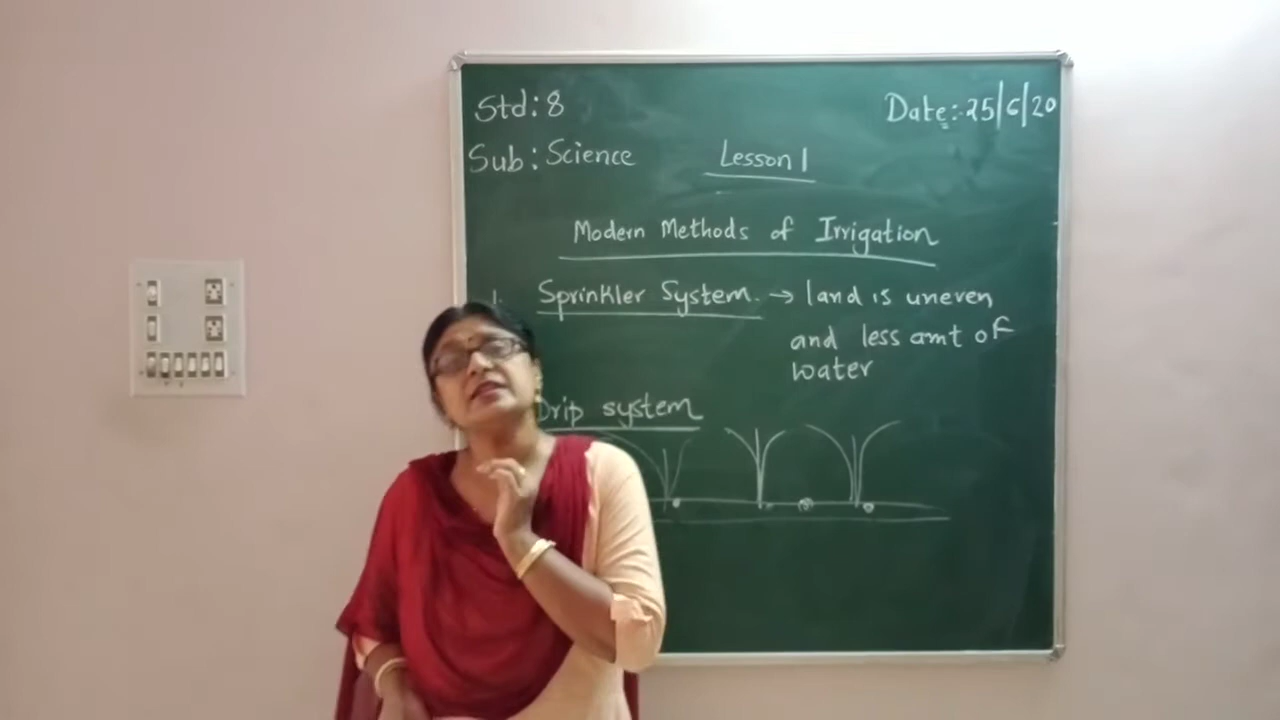 Std: 8
Date:- 25/6/20
Sub: Science
Lesson 1
Modern Methods of Irrigation
1. Sprinkler System. → land is uneven
and less amt of
water
Drip system